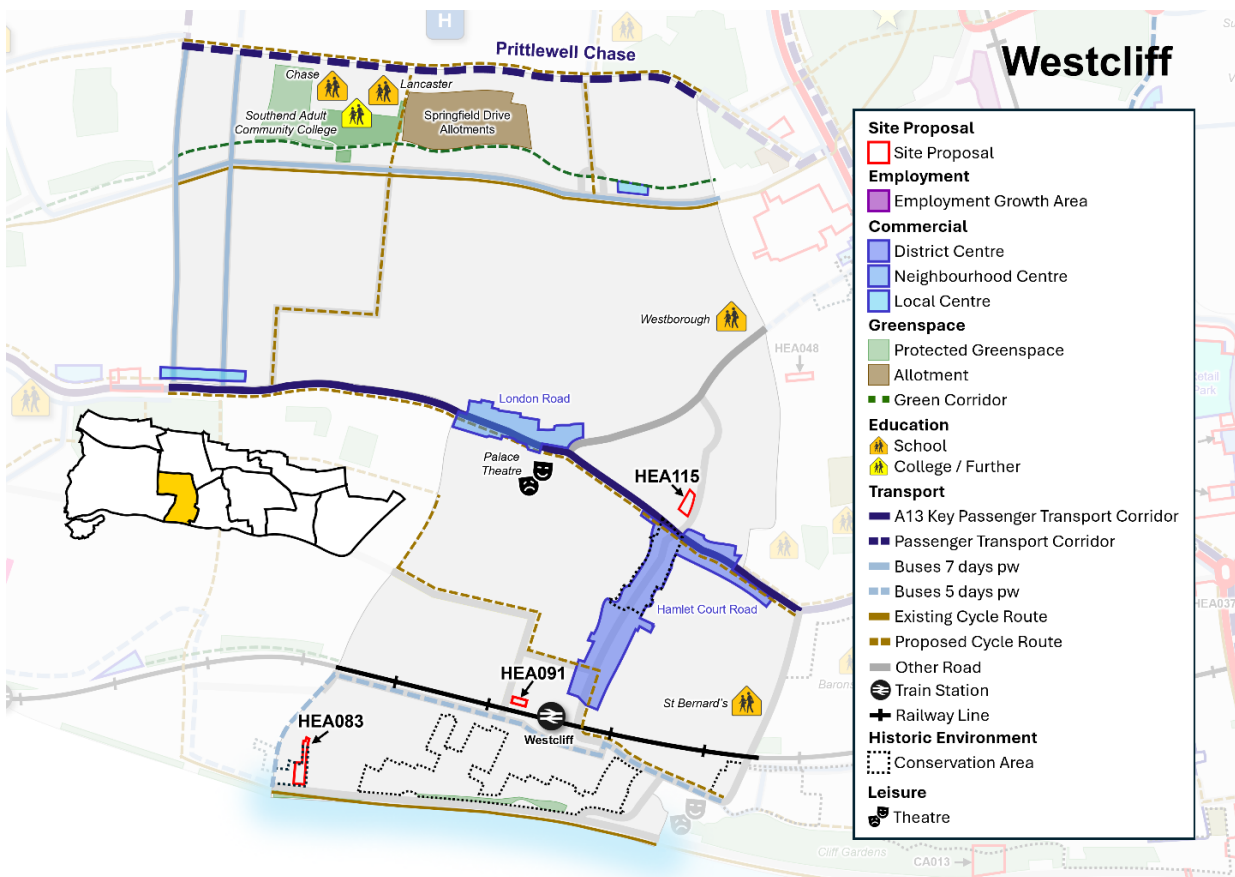 Westcliff
H
Prittlewell Chase
Chase
Lancaster
Southend Adult
Community College
Springfield Drive
Allotments
Westborough
HEA048
London Road
Palace
Theatre
HEA115
Hamlet Court Road
HEA037
HEA091
St Bernard's
HEA083
Westcliff
Cliff Gardens
CA013
Site Proposal
Site Proposal
Employment
Employment Growth Area
Commercial
District Centre
Neighbourhood Centre
Local Centre
Greenspace
Protected Greenspace
Allotment
Green Corridor
Education
School
College / Further
Transport
A13 Key Passenger Transport Corridor
Passenger Transport Corridor
Buses 7 days pw
Buses 5 days pw
Existing Cycle Route
Proposed Cycle Route
Other Road
Train Station
Railway Line
Historic Environment
Conservation Area
Leisure
Theatre